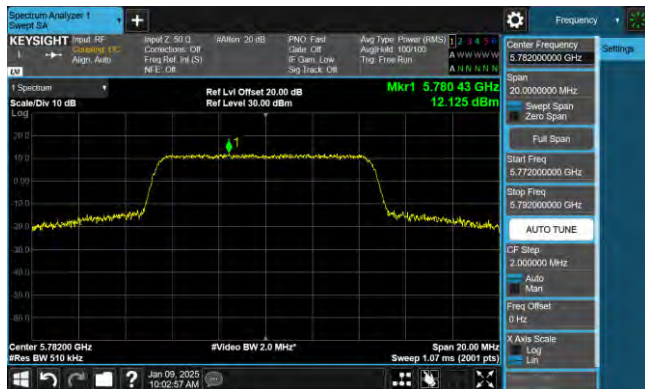 Spectrum Analyzer 1
Swept SA
Frequency
KEYSIGHT
Input: RF
Coupling: DC
Align: Auto
Input Z: 50 Ω
Corrections: Off
Freq Ref: Int (S)
NFE: Off
#Atten: 20 dB
PNO: Fast
Gate: Off
IF Gain: Low
Sig Track: Off
Avg Type: Power (RMS)
Avg|Hold: 100/100
Trig: Free Run
1 2 3 4 5 6
A W W W W W
A N N N N N
1 Spectrum
Scale/Div 10 dB
Log
Ref Lvl Offset 20.00 dB
Ref Level 30.00 dBm
Mkr1 5.780 43 GHz
12.125 dBm
1
20.0
10.0
0.00
-10.0
-20.0
-30.0
-40.0
-50.0
-60.0
Center 5.78200 GHz
#Res BW 510 kHz
#Video BW 2.0 MHz*
Span 20.00 MHz
Sweep 1.07 ms (2001 pts)
Jan 09, 2025
10:02:57 AM
Center Frequency
5.782000000 GHz
Settings
Span
20.0000000 MHz
Swept Span
Zero Span
Full Span
Start Freq
5.772000000 GHz
Stop Freq
5.792000000 GHz
AUTO TUNE
CF Step
2.000000 MHz
Auto
Man
Freq Offset
0 Hz
X Axis Scale
Log
Lin